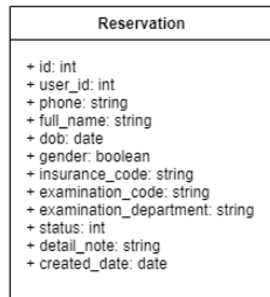 Reservation
+ id: int
+ user_id: int
+ phone: string
+ full_name: string
+ dob: date
+ gender: boolean
+ insurance_code: string
+ examination_code: string
+ examination_department: string
+ status: int
+ detail_note: string
+ created_date: date